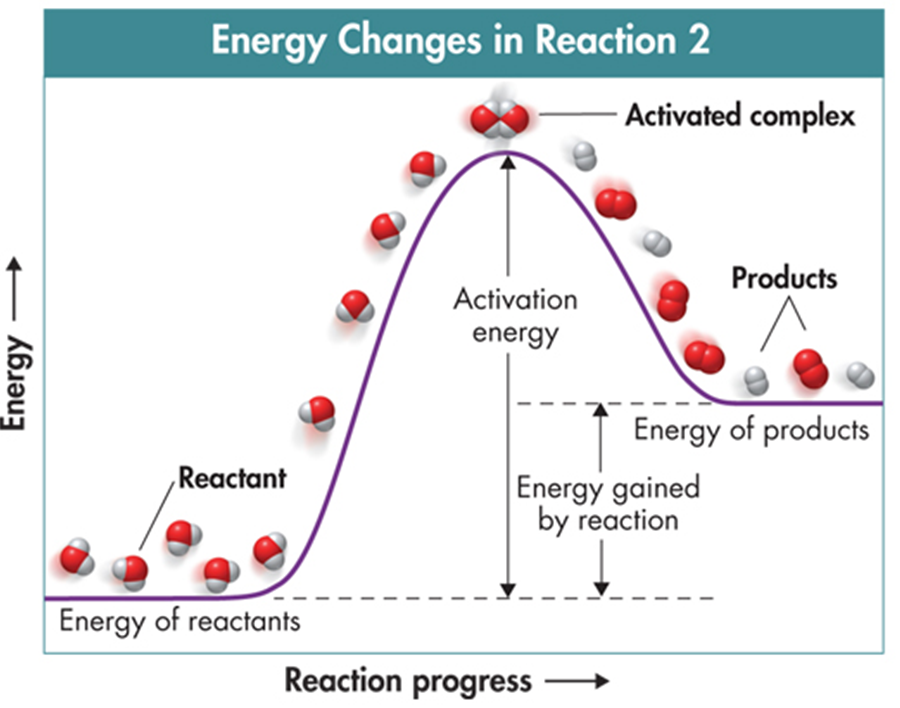 Energy Changes in Reaction 2
Activated complex
Products
Activation
energy
Energy
Energy of products
Reactant
Energy gained
by reaction
Energy of reactants
Reaction progress